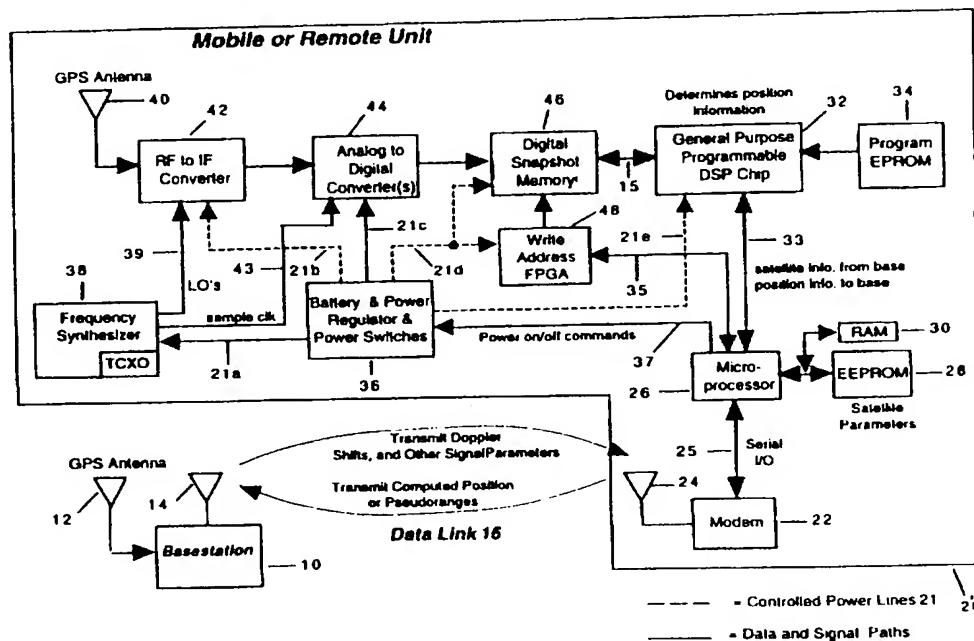 Mobile or Remote Unit
GPS Antenna
40
42
RF to IF
Converter
44
Analog to
Digital
Converter(s)
46
Digital
Snapshot
Memory
15
Determines position
Information
32
General Purpose
Programmable
DSP Chip
34
Program
EPROM
39
LO's
43
21b
21c
21d
48
Write
Address
FPGA
21e
35
33
satellite info. from base
position info. to base
38
Frequency
Synthesizer
TCXO
sample clk
21a
Battery & Power
Regulator &
Power Switches
36
Power on/off commands
37
26
Micro-
processor
RAM
30
EEPROM
28
Satellite
Parameters
GPS Antenna
12
14
Basestation
10
Transmit Doppler
Shifts, and Other Signal Parameters
Transmit Computed Position
or Pseudoranges
Data Link 16
24
25
Serial
I/O
Modem
22
= Controlled Power Lines 21
= Data and Signal Paths